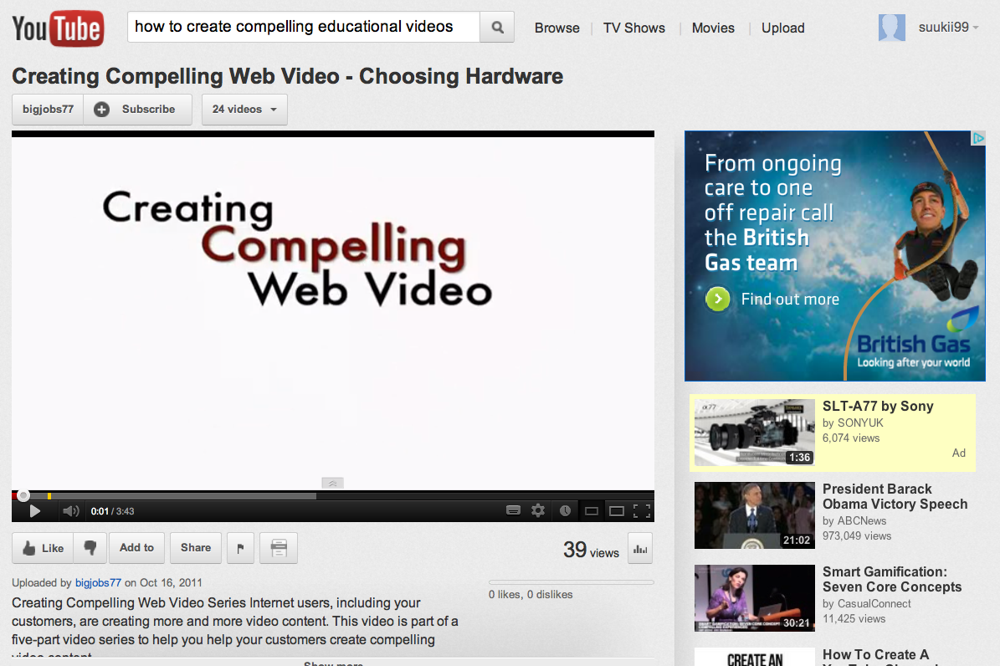 YouTube
how to create compelling educational videos
Browse
TV Shows
Movies
Upload
suukii99
Creating Compelling Web Video - Choosing Hardware
bigjobs77
Subscribe
24 videos
Creating
Compelling
Web Video
0:01 / 3:43
Like
Add to
Share
39 views
Uploaded by bigjobs77 on Oct 16, 2011
0 likes, 0 dislikes
Creating Compelling Web Video Series Internet users, including your
customers, are creating more and more video content. This video is part of a
five-part video series to help you help your customers create compelling
video content
Show more
From ongoing
care to one
off repair call
the British
Gas team
Find out more
British Gas
Looking after your world
α77
1:36
SLT-A77 by Sony
by SONYUK
6,074 views
Ad
21:02
President Barack
Obama Victory Speech
by ABCNews
973,049 views
30:21
Smart Gamification:
Seven Core Concepts
by CasualConnect
11,425 views
CREATE AN
How To Create A